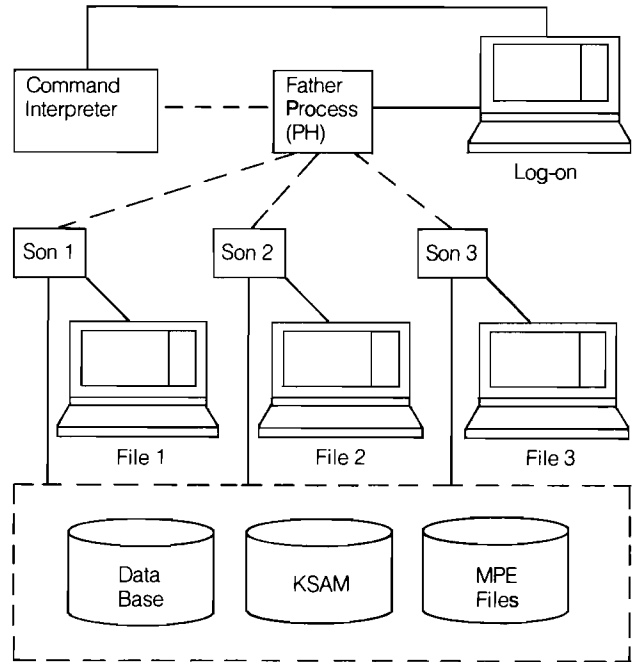 Command
Interpreter
Father
Process
(PH)
Log-on
Son 1
Son 2
Son 3
File 1
File 2
File 3
Data
Base
KSAM
MPE
Files